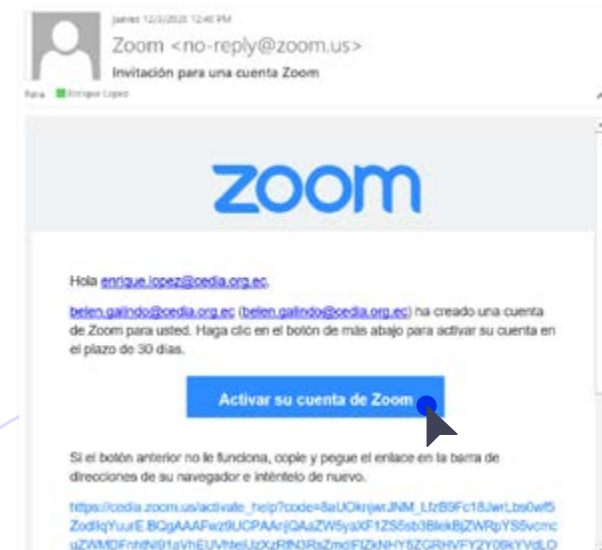 jueves 12/3/2020 12:40 PM
Zoom <no-reply@zoom.us>
Invitación para una cuenta Zoom
Para Enrique Lopez
zoom
Hola enrique.lopez@cedia.org.ec,
belen.galindo@cedia.org.ec (belen.galindo@cedia.org.ec) ha creado una cuenta
de Zoom para usted. Haga clic en el botón de más abajo para activar su cuenta en
el plazo de 30 días.
Activar su cuenta de Zoom
Si el botón anterior no le funciona, copie y pegue el enlace en la barra de
direcciones de su navegador e inténtelo de nuevo.